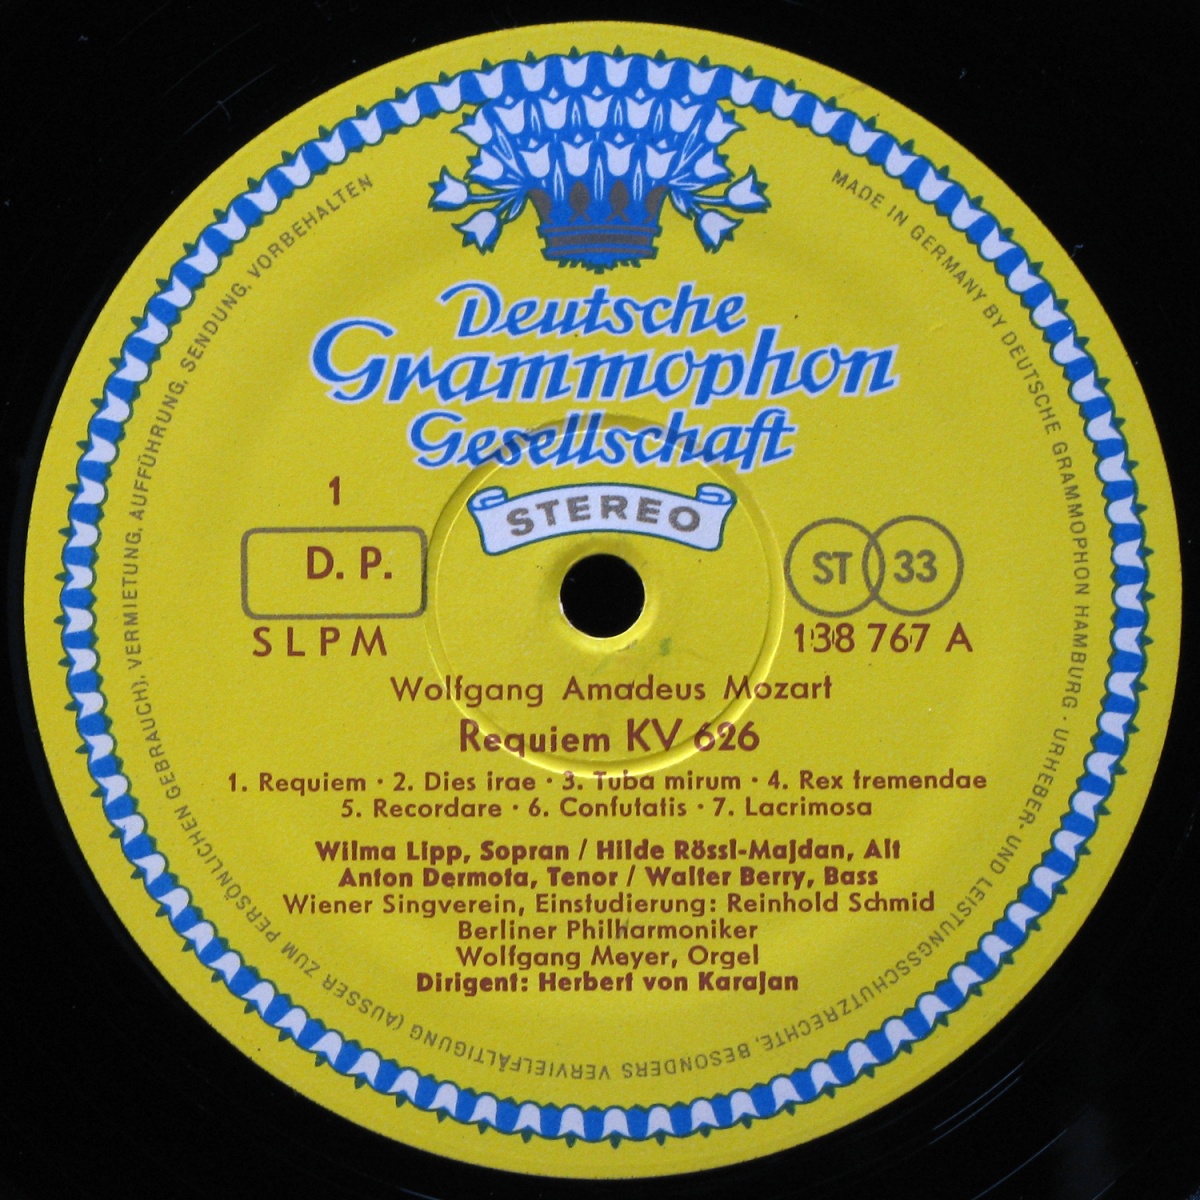 Deutsche
Grammophon
Gesellschaft
STEREO
1
D. P.
SLPM
ST 33
138 767 A
Wolfgang Amadeus Mozart
Requiem KV 626
1. Requiem · 2. Dies irae · 3. Tuba mirum · 4. Rex tremendae
5. Recordare · 6. Confutatis · 7. Lacrimosa
Wilma Lipp, Sopran / Hilde Rössl-Majdan, Alt
Anton Dermota, Tenor / Walter Berry, Bass
Wiener Singverein, Einstudierung: Reinhold Schmid
Berliner Philharmoniker
Wolfgang Meyer, Orgel
Dirigent: Herbert von Karajan
MADE IN GERMANY BY DEUTSCHE GRAMMOPHON HAMBURG · URHEBER- UND LEISTUNGSSCHUTZRECHTE, BESONDERS VERVIELFÄLTIGUNG (AUSSER ZUM PERSÖNLICHEN GEBRAUCH), VERMIETUNG, AUFFÜHRUNG, SENDUNG, VORBEHALTEN